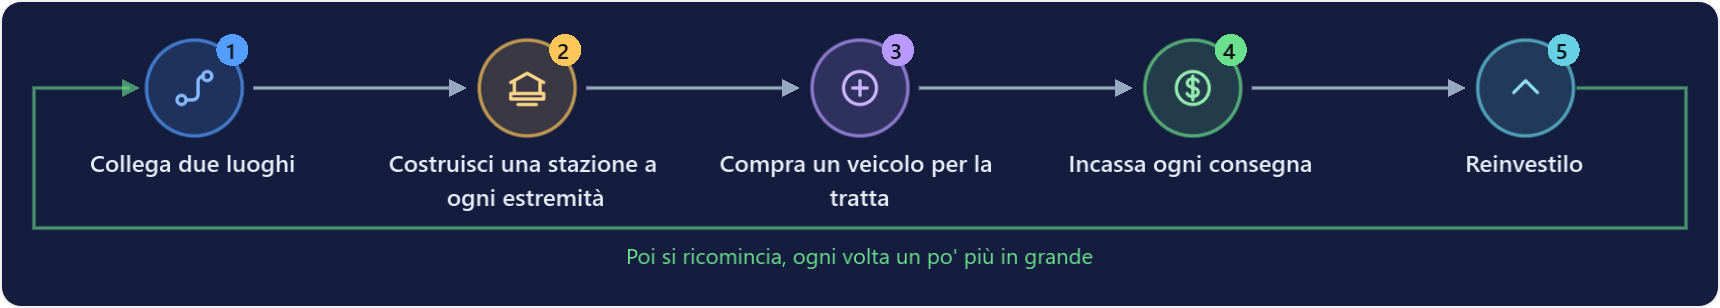 1
2
3
4
5
Collega due luoghi
Costruisci una stazione a
ogni estremità
Compra un veicolo per la
tratta
Incassa ogni consegna
Reinvestilo
Poi si ricomincia, ogni volta un po' più in grande